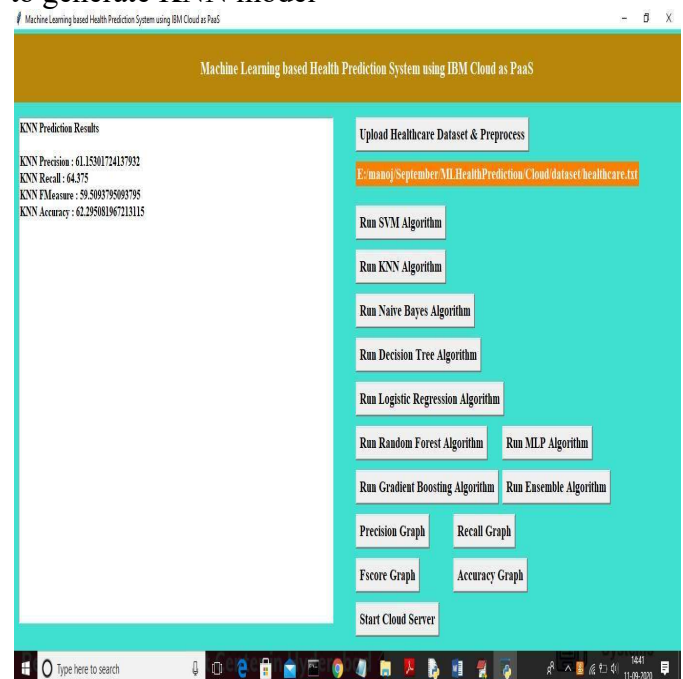 to generate KNN model
Machine Learning based Health Prediction System using IBM Cloud as PaaS
Machine Learning based Health Prediction System using IBM Cloud as PaaS
KNN Prediction Results
KNN Precision : 61.15301724137932
KNN Recall : 64.375
KNN FMeasure : 59.5093795093795
KNN Accuracy : 62.295081967213115
Upload Healthcare Dataset & Preprocess
E:/manoj/September/MLHealthPrediction/Cloud/dataset/healthcare.txt
Run SVM Algorithm
Run KNN Algorithm
Run Naive Bayes Algorithm
Run Decision Tree Algorithm
Run Logistic Regression Algorithm
Run Random Forest Algorithm Run MLP Algorithm
Run Gradient Boosting Algorithm Run Ensemble Algorithm
Precision Graph Recall Graph
Fscore Graph Accuracy Graph
Start Cloud Server
Type here to search
14:41
11-09-2020